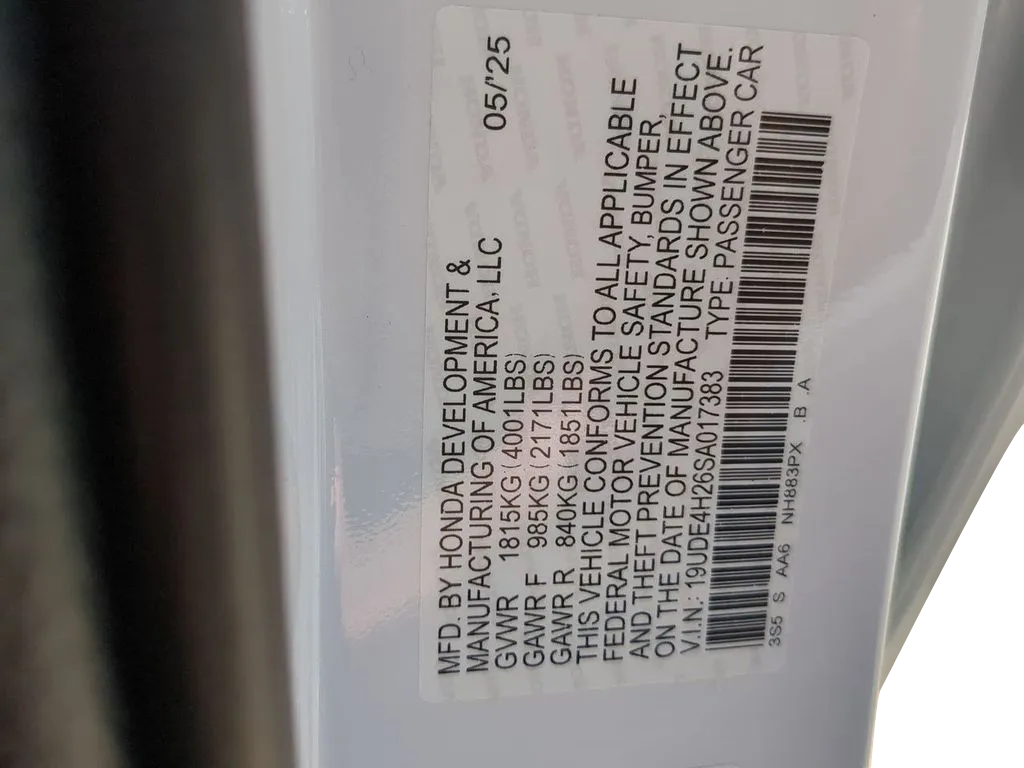 MFD. BY HONDA DEVELOPMENT &
MANUFACTURING OF AMERICA, LLC 05/'25
GVWR 1815KG(4001LBS)
GAWR F 985KG(2171LBS)
GAWR R 840KG(1851LBS)
THIS VEHICLE CONFORMS TO ALL APPLICABLE
FEDERAL MOTOR VEHICLE SAFETY, BUMPER,
AND THEFT PREVENTION STANDARDS IN EFFECT
ON THE DATE OF MANUFACTURE SHOWN ABOVE.
V.I.N.: 19UDE4H26SA017383 TYPE: PASSENGER CAR
3S5 S AA6 NH883PX .B .A